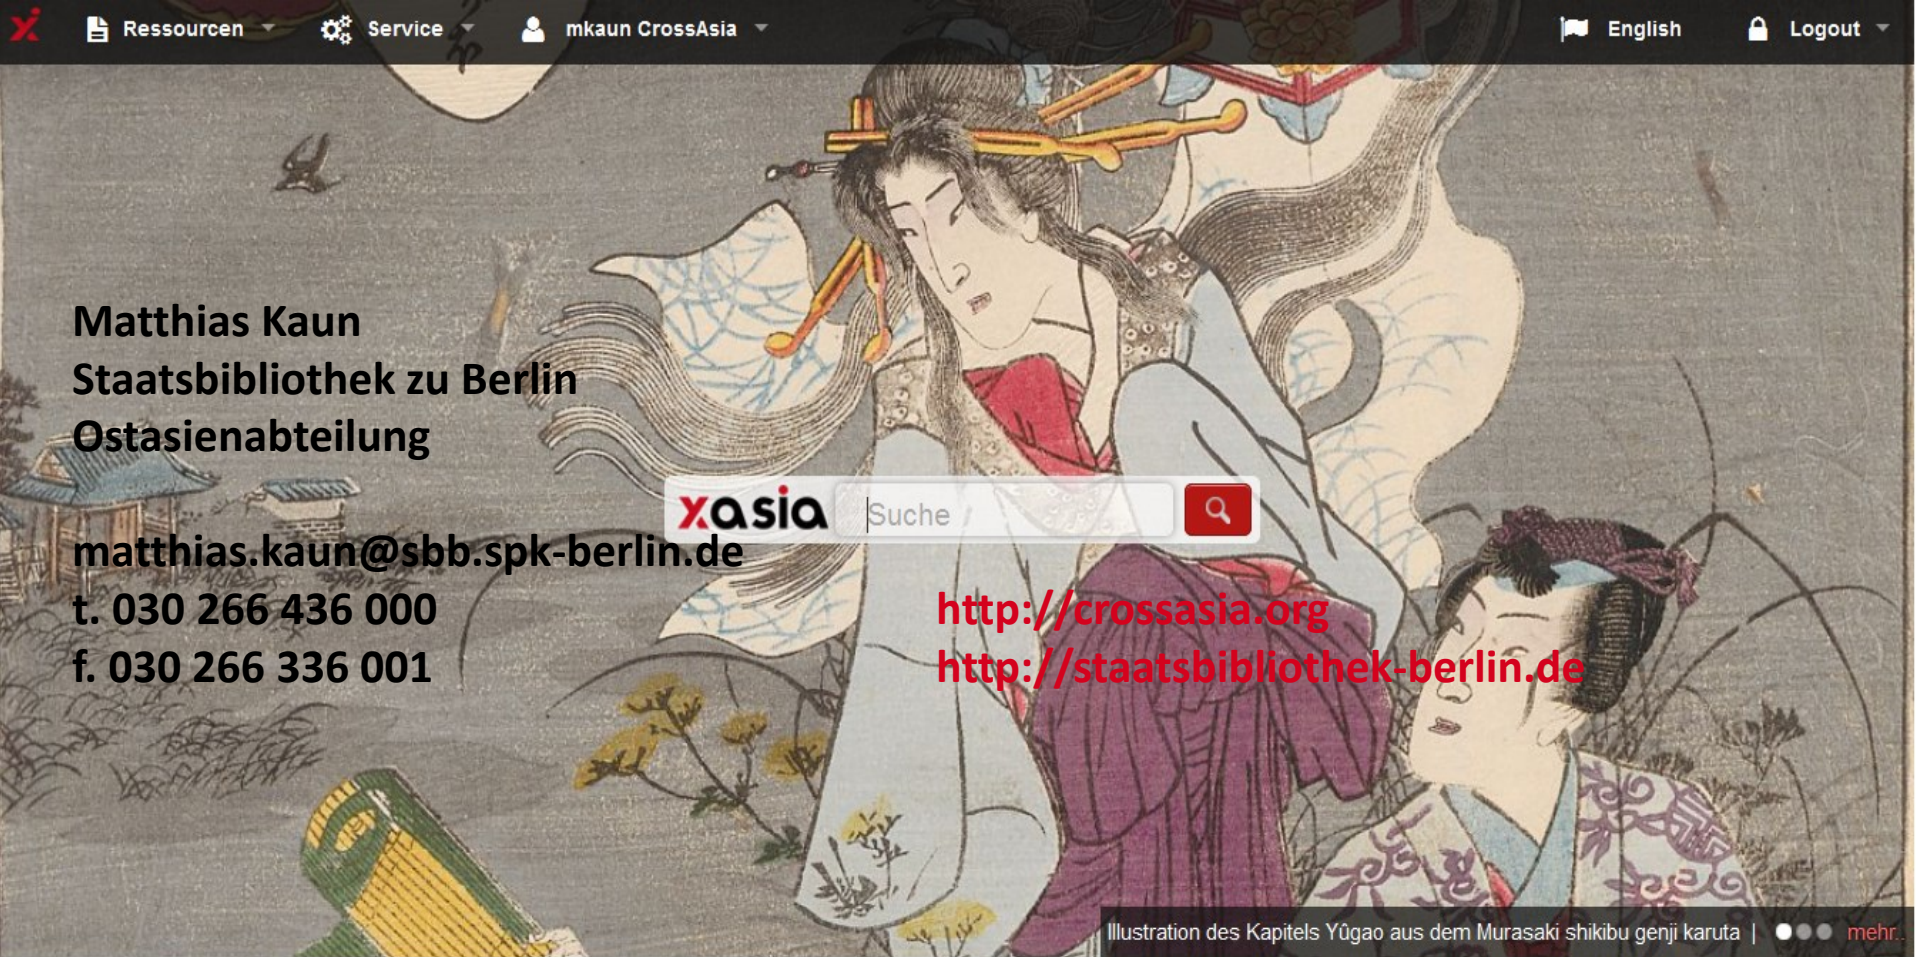 Ressourcen Service mkaun CrossAsia English Logout
Matthias Kaun
Staatsbibliothek zu Berlin
Ostasienabteilung
xasia Suche
matthias.kaun@sbb.spk-berlin.de
t. 030 266 436 000
f. 030 266 336 001
http://crossasia.org
http://staatsbibliothek-berlin.de
Illustration des Kapitels Yûgao aus dem Murasaki shikibu genji karuta | mehr..